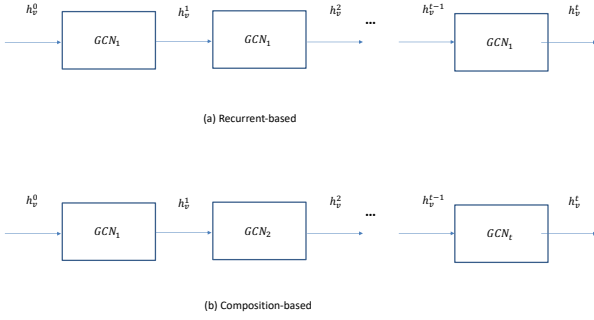 h_v^0 h_v^1 h_v^2 ... h_v^{t-1} h_v^t
GCN_1 GCN_1 GCN_1
(a) Recurrent-based
h_v^0 h_v^1 h_v^2 ... h_v^{t-1} h_v^t
GCN_1 GCN_2 GCN_t
(b) Composition-based